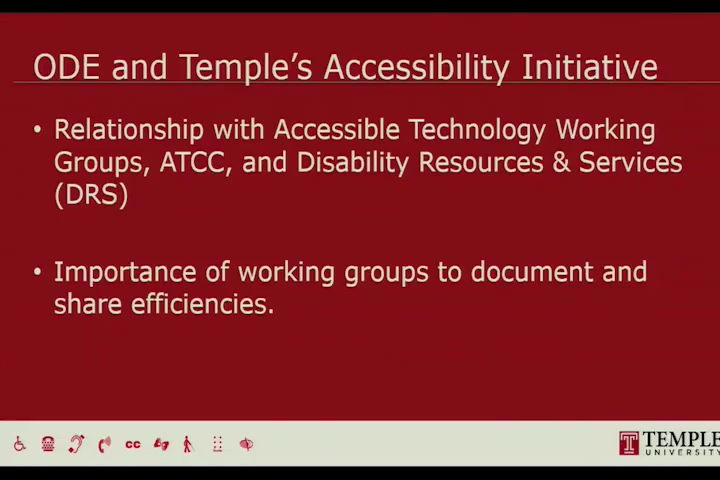 ODE and Temple's Accessibility Initiative
• Relationship with Accessible Technology Working
Groups, ATCC, and Disability Resources & Services
(DRS)
• Importance of working groups to document and
share efficiencies.
CC
T TEMPLE
UNIVERSITY